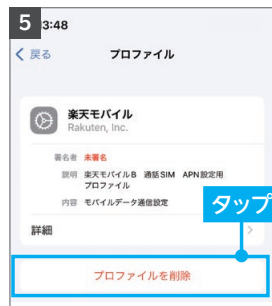 5 3:48
戻る プロファイル
楽天モバイル
Rakuten, Inc.
署名者 未署名
説明 楽天モバイルB 通話SIM APN設定用
プロファイル
内容 モバイルデータ通信設定
タップ
詳細
プロファイルを削除